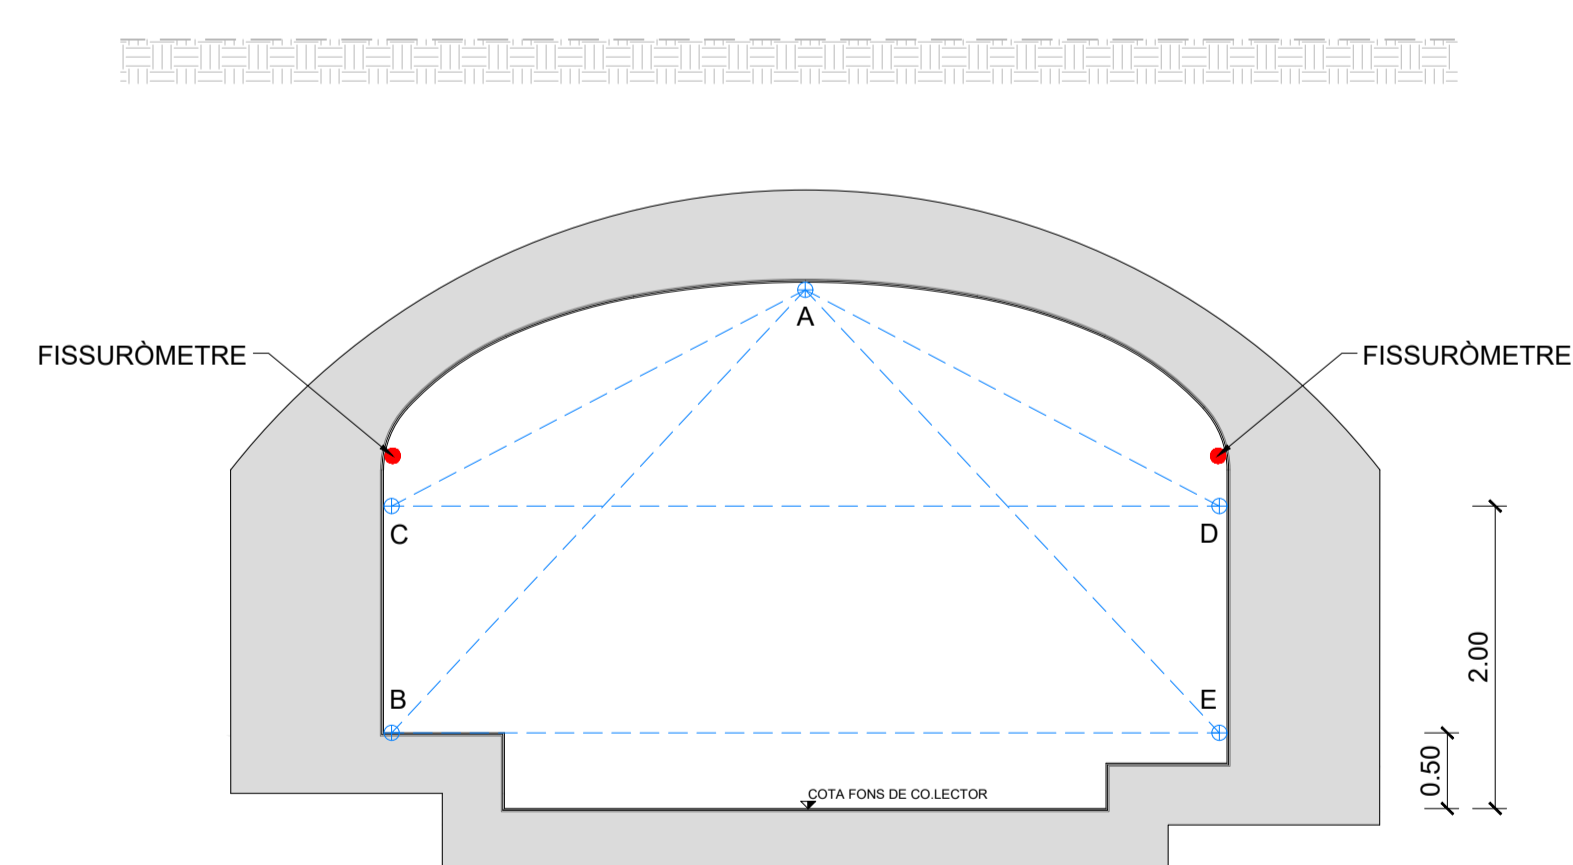 A
FISSURÒMETRE
FISSURÒMETRE
C
D
B
E
2.00
0.50
COTA FONS DE CO.LECTOR